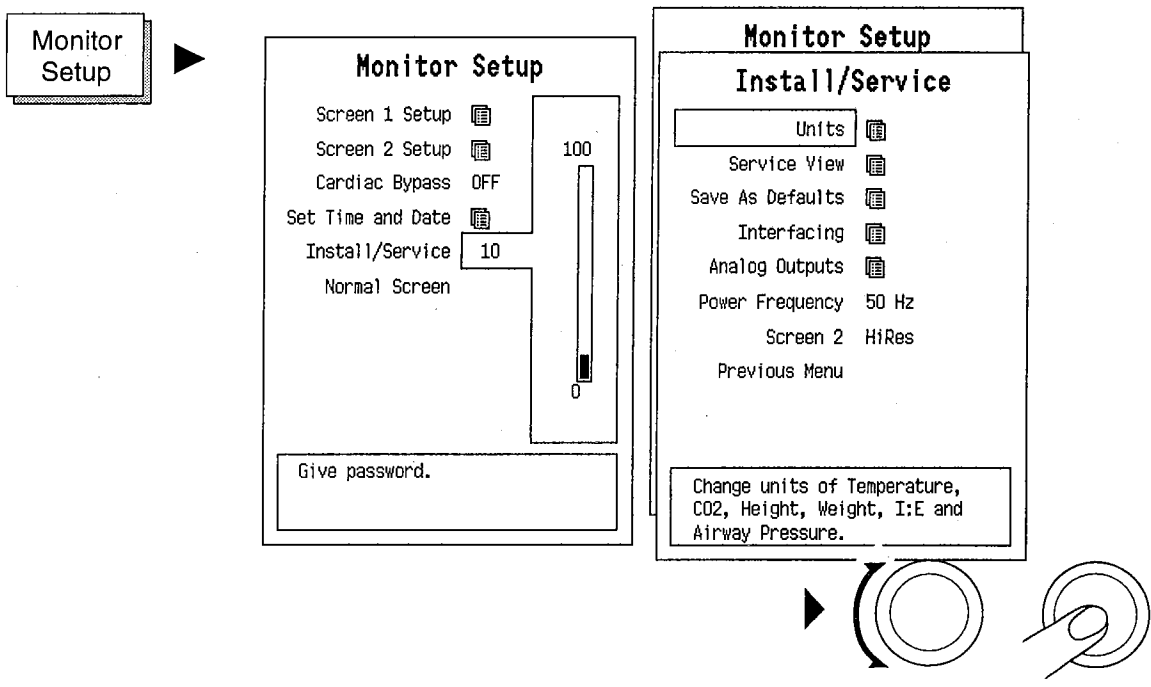 Monitor
Setup
Monitor Setup
Screen 1 Setup
Screen 2 Setup
Cardiac Bypass OFF
Set Time and Date
Install/Service 10
Normal Screen
100
0
Give password.
Monitor Setup
Install/Service
Units
Service View
Save As Defaults
Interfacing
Analog Outputs
Power Frequency 50 Hz
Screen 2 HiRes
Previous Menu
Change units of Temperature,
CO2, Height, Weight, I:E and
Airway Pressure.